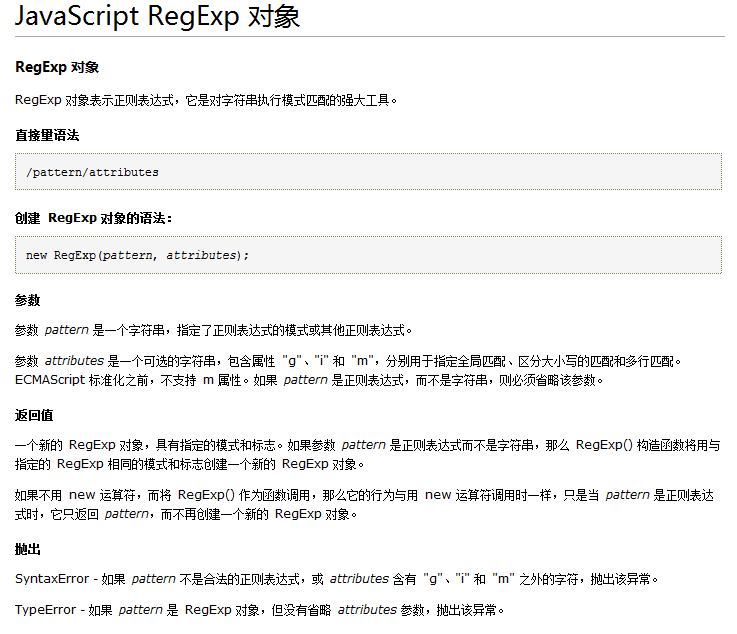 JavaScript RegExp 对象
RegExp 对象
RegExp 对象表示正则表达式，它是对字符串执行模式匹配的强大工具。
直接量语法
/pattern/attributes
创建 RegExp 对象的语法：
new RegExp(pattern, attributes);
参数
参数 pattern 是一个字符串，指定了正则表达式的模式或其他正则表达式。
参数 attributes 是一个可选的字符串，包含属性 "g"、"i" 和 "m"，分别用于指定全局匹配、区分大小写的匹配和多行匹配。
ECMAScript 标准化之前，不支持 m 属性。如果 pattern 是正则表达式，而不是字符串，则必须省略该参数。
返回值
一个新的 RegExp 对象，具有指定的模式和标志。如果参数 pattern 是正则表达式而不是字符串，那么 RegExp() 构造函数将用与
指定的 RegExp 相同的模式和标志创建一个新的 RegExp 对象。
如果不用 new 运算符，而将 RegExp() 作为函数调用，那么它的行为与用 new 运算符调用时一样，只是当 pattern 是正则表达
式时，它只返回 pattern，而不再创建一个新的 RegExp 对象。
抛出
SyntaxError - 如果 pattern 不是合法的正则表达式，或 attributes 含有 "g"、"i" 和 "m" 之外的字符，抛出该异常。
TypeError - 如果 pattern 是 RegExp 对象，但没有省略 attributes 参数，抛出该异常。